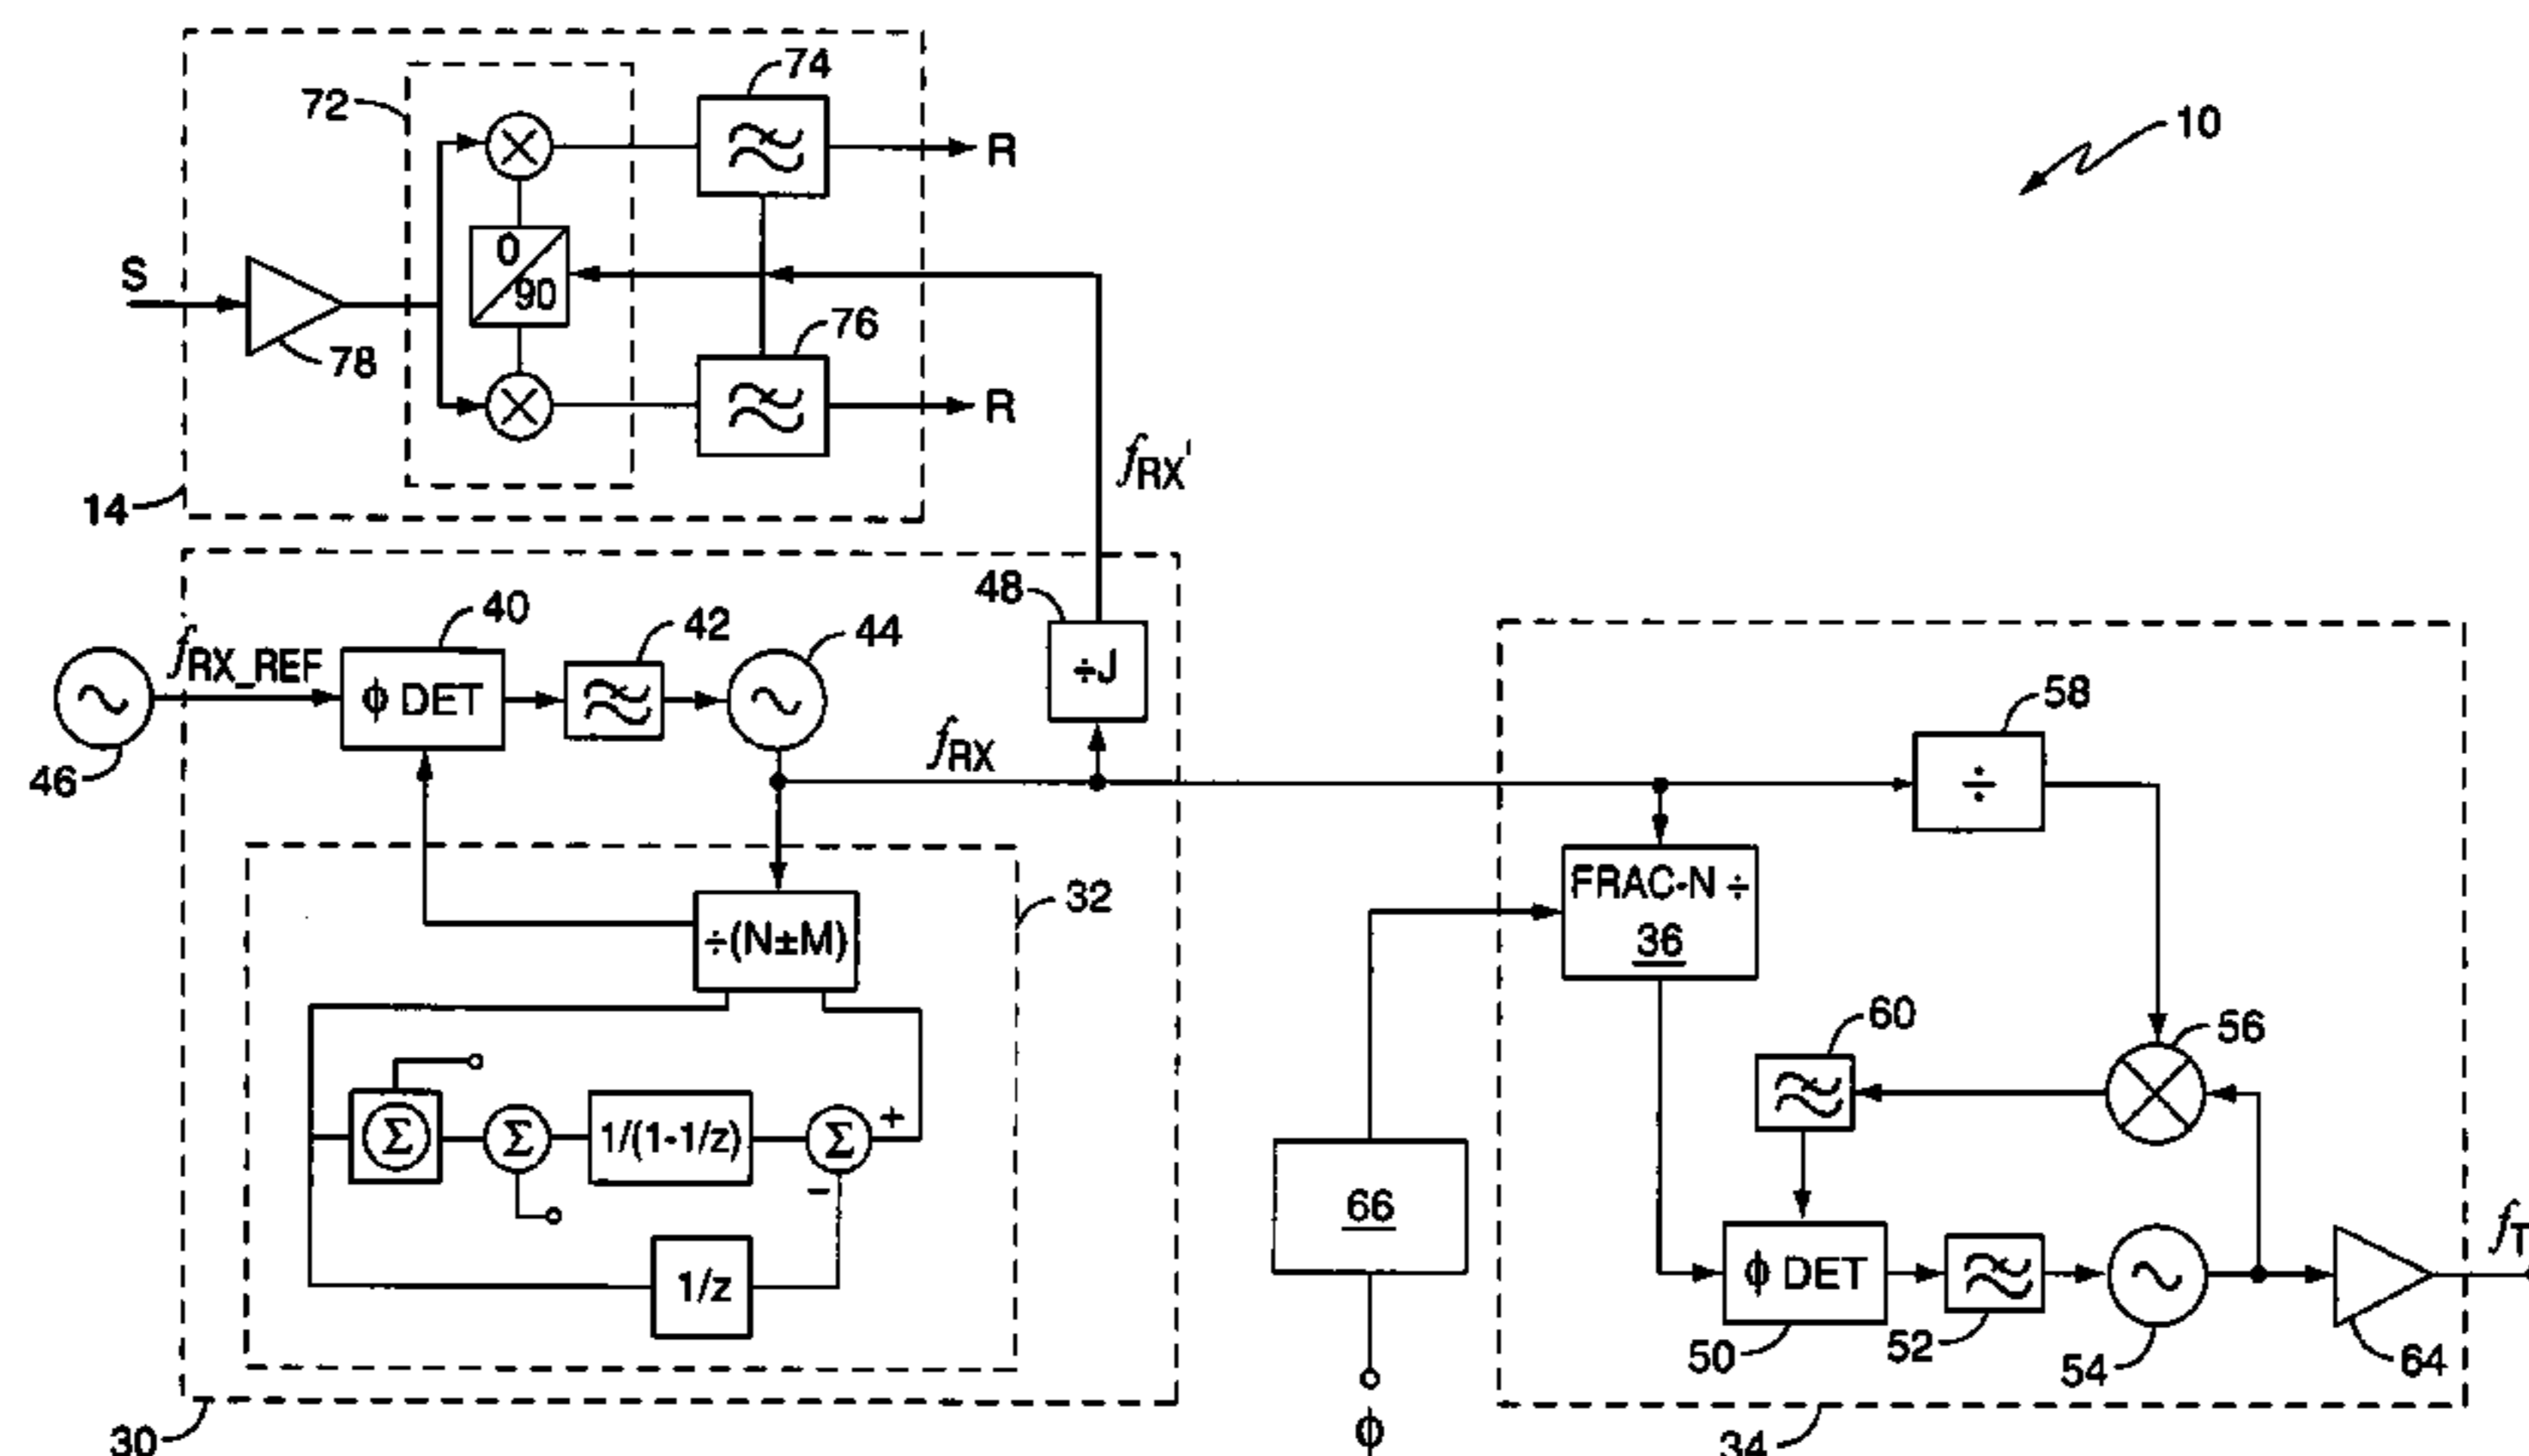 74
72
10
R
0
S
90
76
78
R
fRX'
14
48
40
42
44
fRX_REF
φ DET
÷J
58
fRX
÷
46
FRAC-N ÷
36
32
÷(N±M)
60
56
Σ
Σ
1/(1-1/z)
Σ
+
−
66
1/z
φ DET
fT
50
52
54
64
φ
30
34